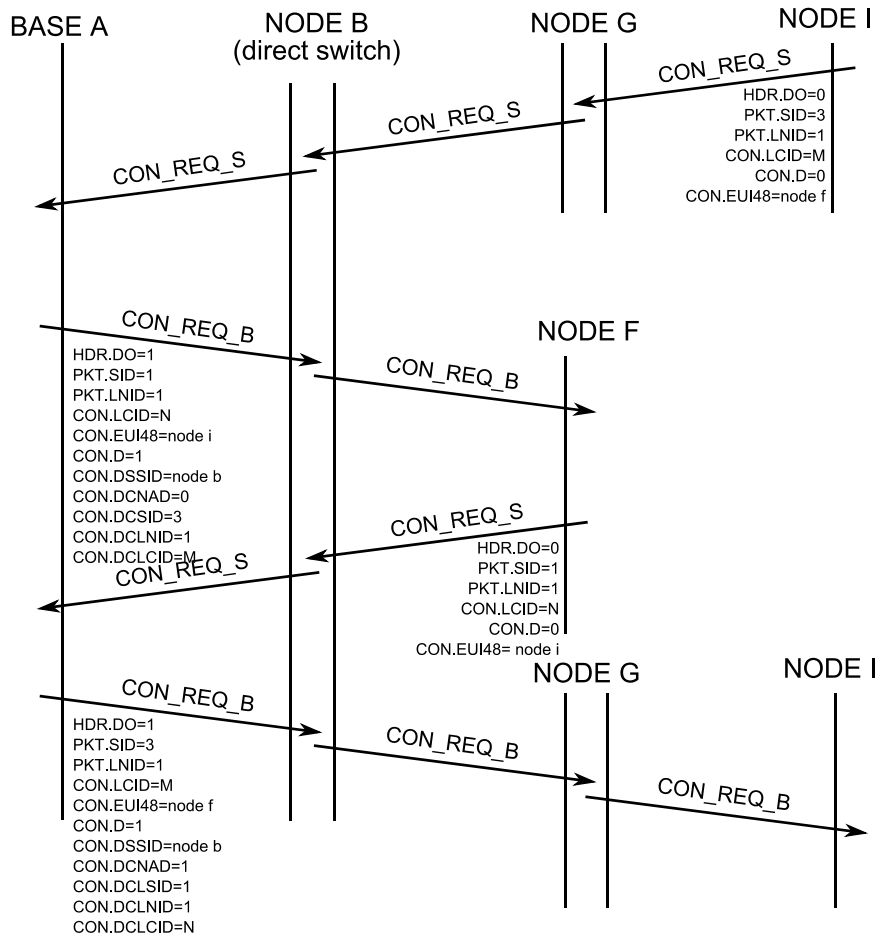 BASE A
NODE B
(direct switch)
NODE G
NODE I
CON_REQ_S
HDR.DO=0
PKT.SID=3
PKT.LNID=1
CON.LCID=M
CON.D=0
CON.EUI48=node f
CON_REQ_S
CON_REQ_S
CON_REQ_B
HDR.DO=1
PKT.SID=1
PKT.LNID=1
CON.LCID=N
CON.EUI48=node i
CON.D=1
CON.DSSID=node b
CON.DCNAD=0
CON.DCSID=3
CON.DCLNID=1
CON.DCLCID=M
NODE F
CON_REQ_B
CON_REQ_S
HDR.DO=0
PKT.SID=1
PKT.LNID=1
CON.LCID=N
CON.D=0
CON.EUI48= node i
CON_REQ_S
NODE G
NODE I
CON_REQ_B
HDR.DO=1
PKT.SID=3
PKT.LNID=1
CON.LCID=M
CON.EUI48=node f
CON.D=1
CON.DSSID=node b
CON.DCNAD=1
CON.DCLSID=1
CON.DCLNID=1
CON.DCLCID=N
CON_REQ_B
CON_REQ_B